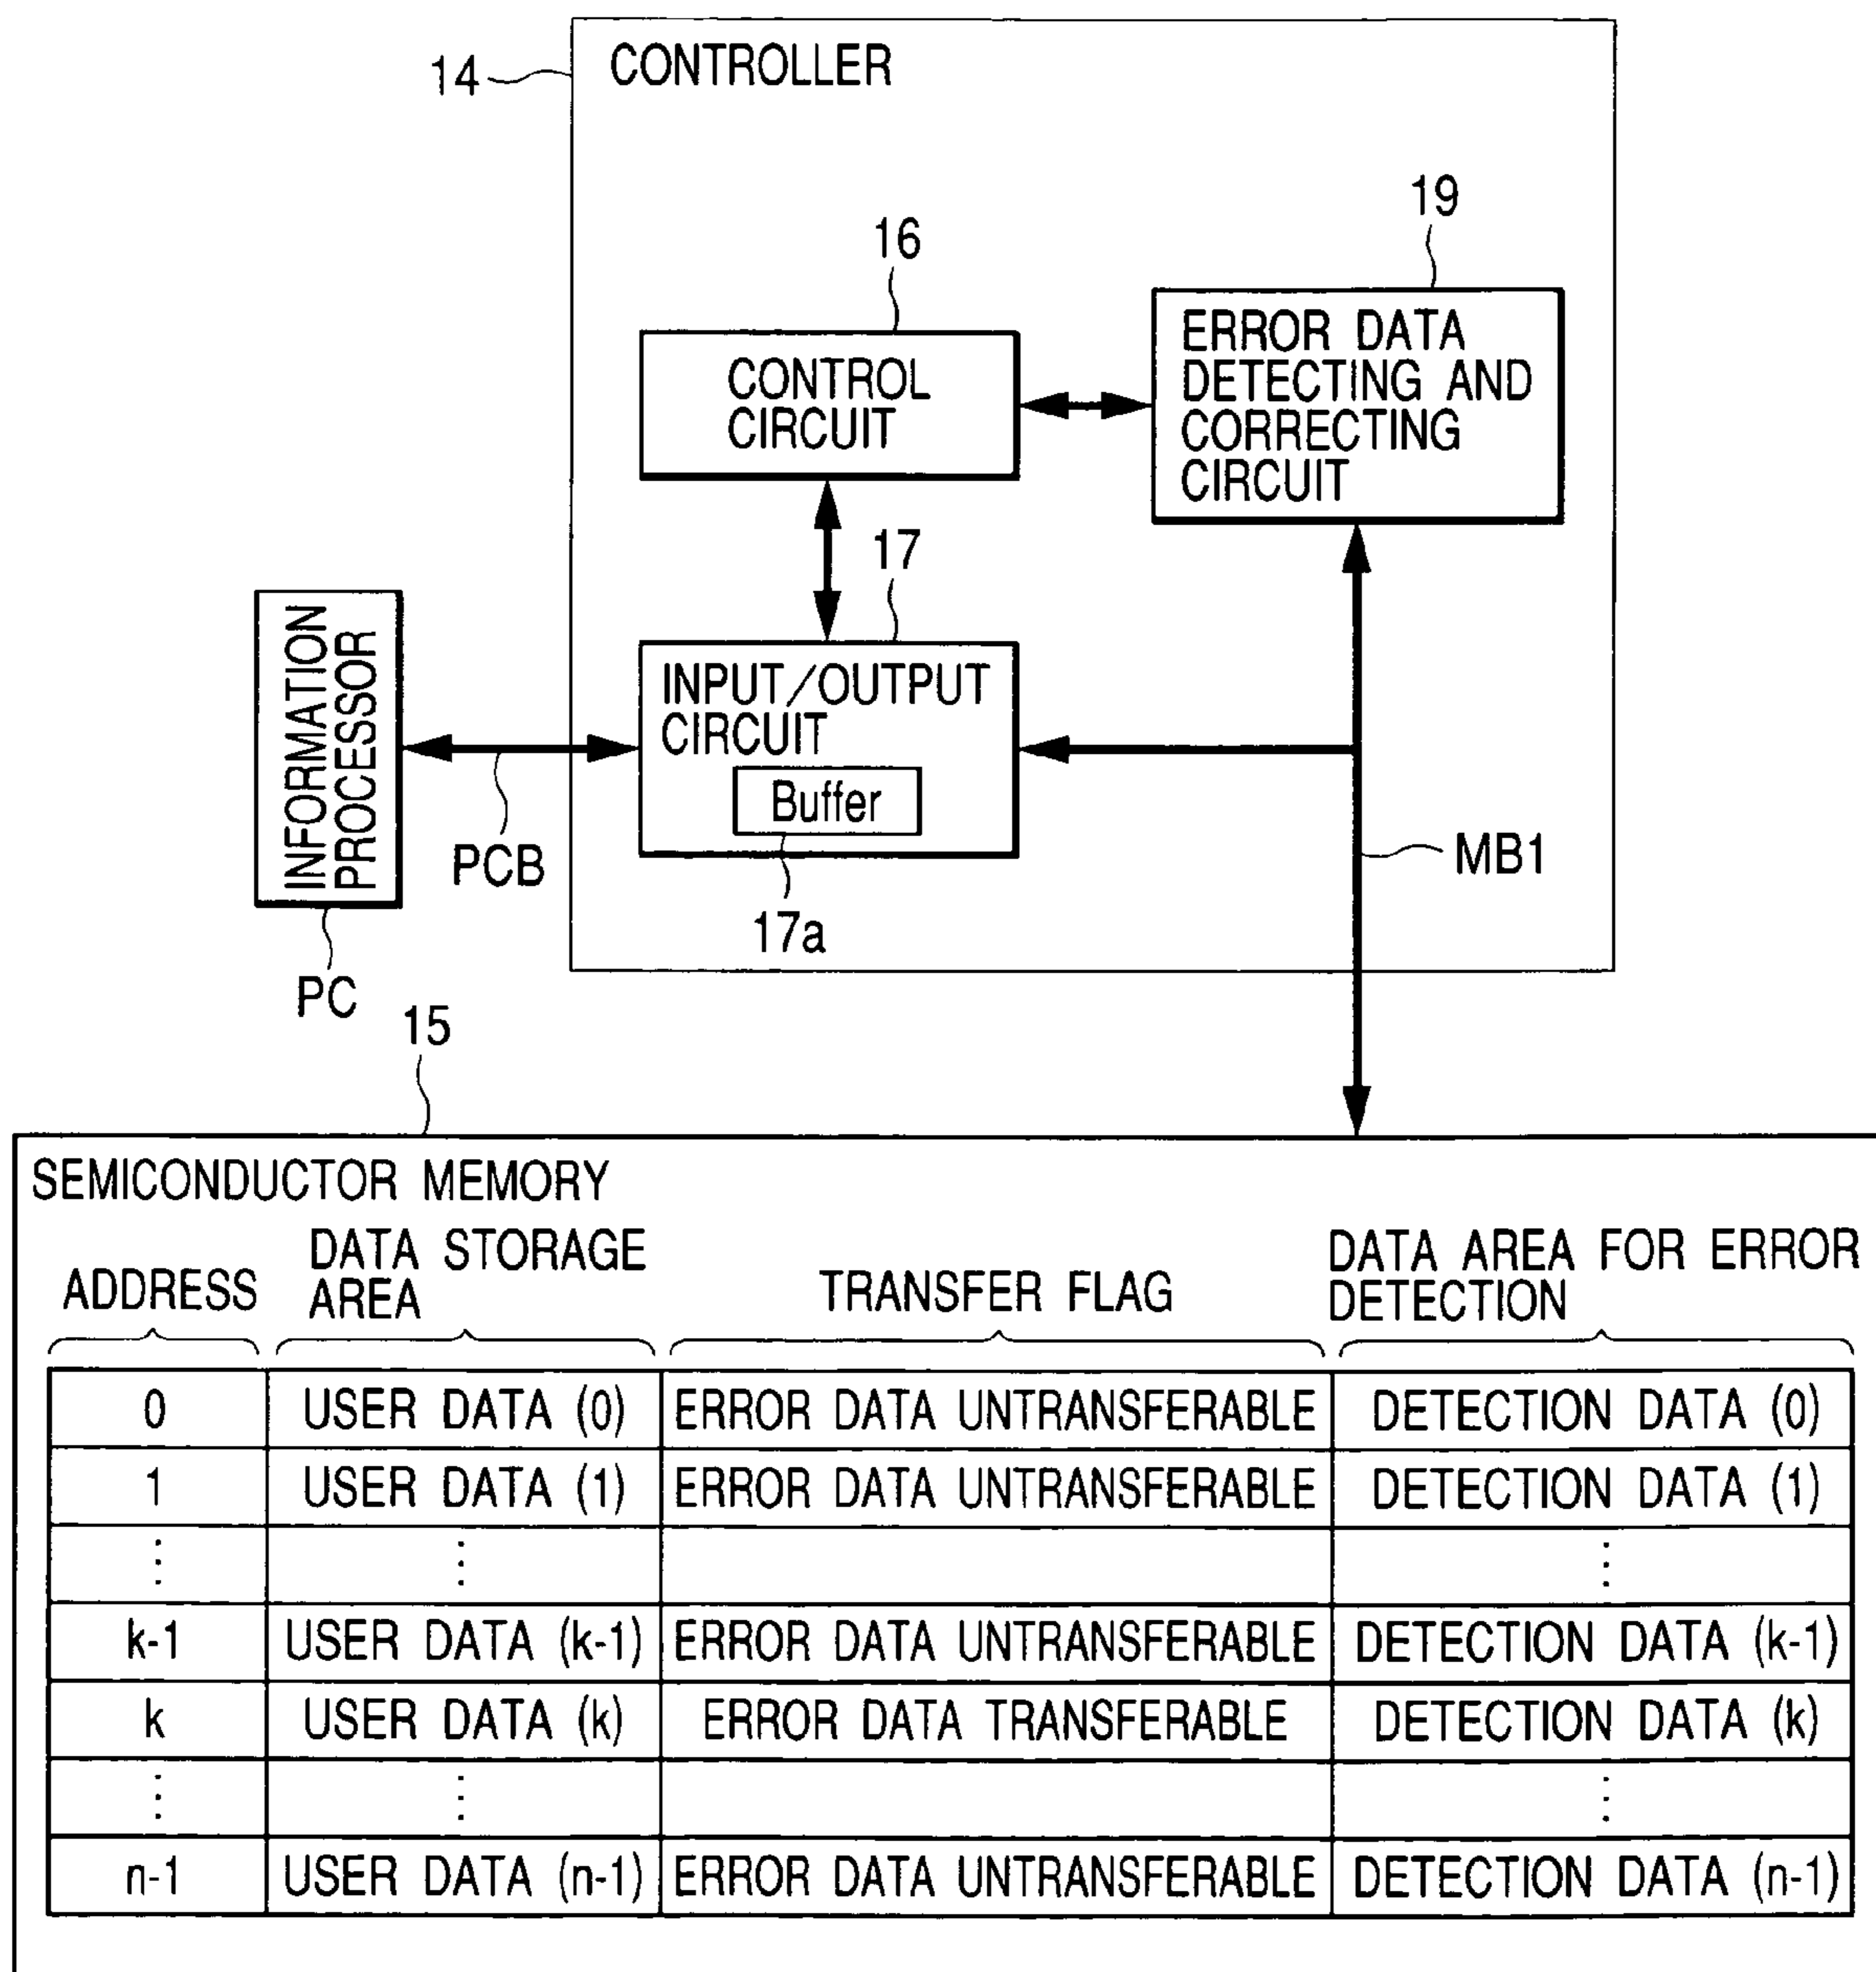 14
CONTROLLER
19
16
ERROR DATA
DETECTING AND
CORRECTING
CIRCUIT
CONTROL
CIRCUIT
17
INFORMATION
PROCESSOR
INPUT/OUTPUT
CIRCUIT
Buffer
PCB
MB1
17a
PC
15
SEMICONDUCTOR MEMORY
ADDRESS
DATA STORAGE
AREA
TRANSFER FLAG
DATA AREA FOR ERROR
DETECTION
0 USER DATA (0) ERROR DATA UNTRANSFERABLE DETECTION DATA (0)
1 USER DATA (1) ERROR DATA UNTRANSFERABLE DETECTION DATA (1)
⋮ ⋮ ⋮
k-1 USER DATA (k-1) ERROR DATA UNTRANSFERABLE DETECTION DATA (k-1)
k USER DATA (k) ERROR DATA TRANSFERABLE DETECTION DATA (k)
⋮ ⋮ ⋮
n-1 USER DATA (n-1) ERROR DATA UNTRANSFERABLE DETECTION DATA (n-1)